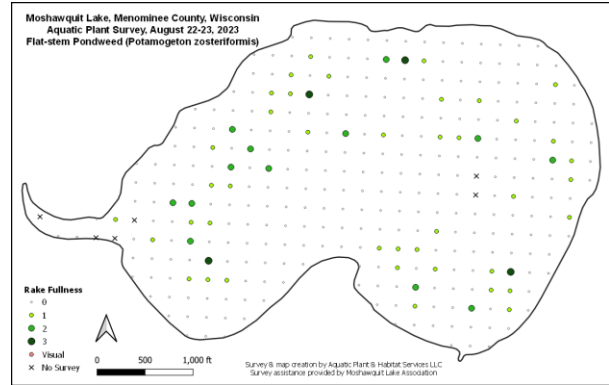 Moshawquit Lake, Menominee County, Wisconsin
Aquatic Plant Survey, August 22-23, 2023
Flat-stem Pondweed (Potamogeton zosteriformis)
Rake Fullness
0
1
2
3
Visual
No Survey
0 500 1,000 ft
Survey & map creation by Aquatic Plant & Habitat Services LLC
Survey assistance provided by Moshawquit Lake Association